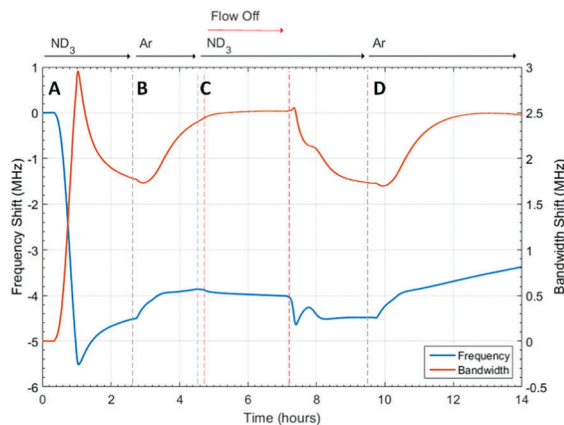 Flow Off
ND3 Ar ND3 Ar
A B C D
1 0 -1 -2 -3 -4 -5 -6
Frequency Shift (MHz)
3 2.5 2 1.5 1 0.5 0 -0.5
Bandwidth Shift (MHz)
Frequency
Bandwidth
0 2 4 6 8 10 12 14
Time (hours)